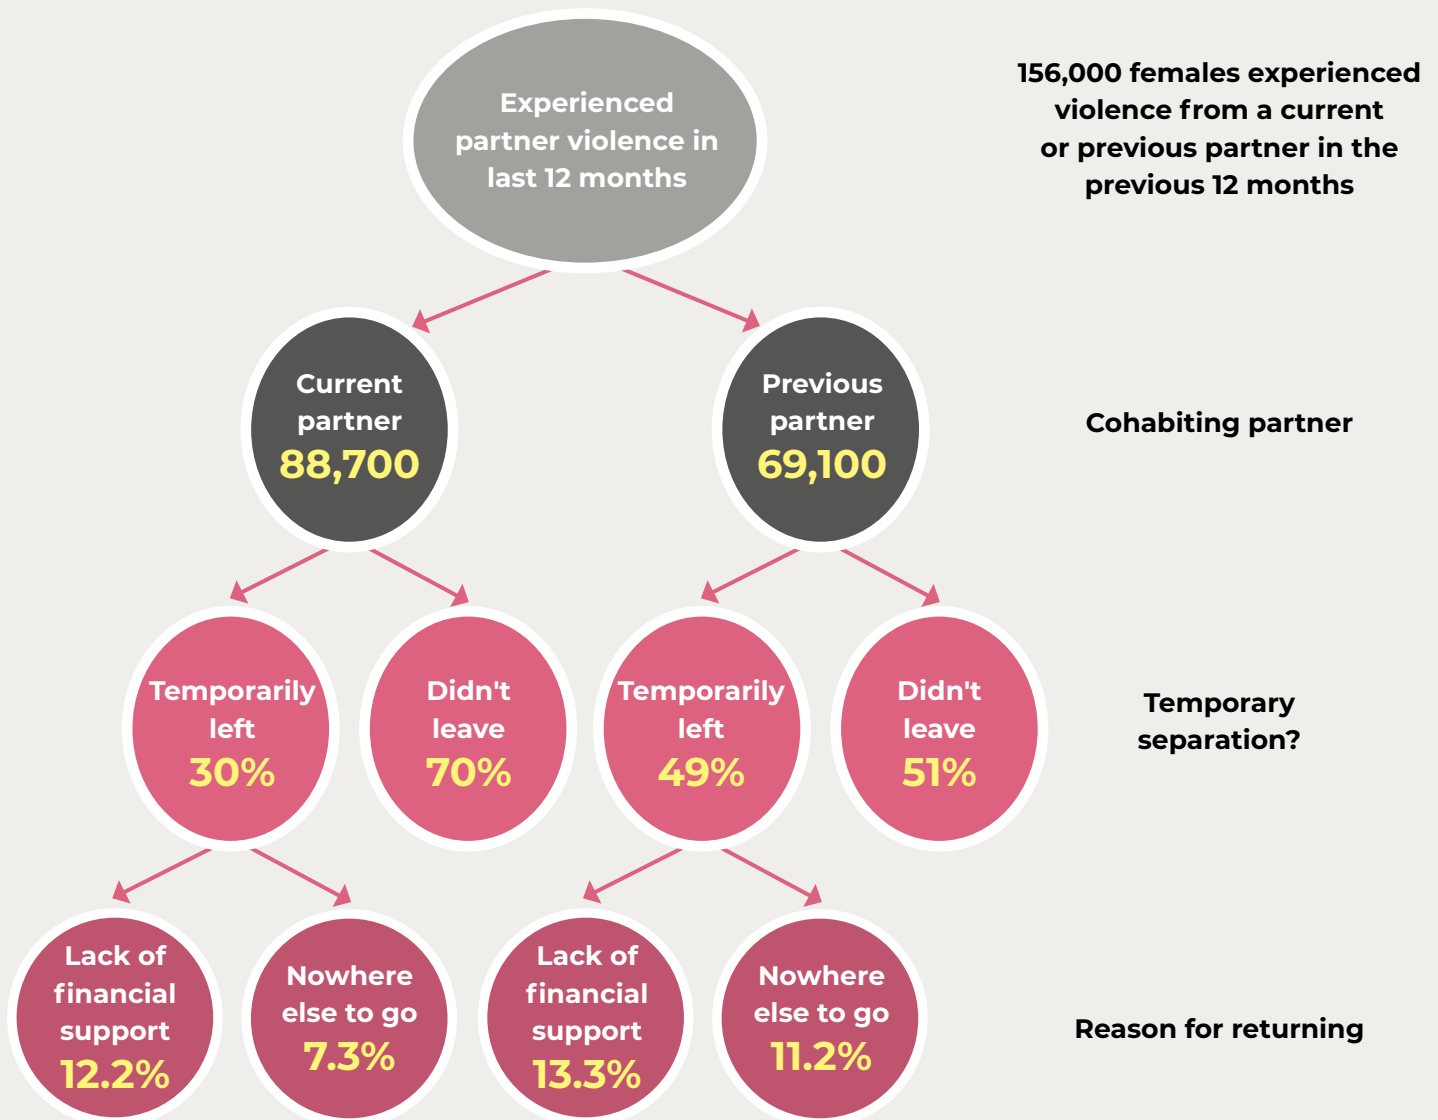 Experienced
partner violence in
last 12 months
156,000 females experienced
violence from a current
or previous partner in the
previous 12 months
Current
partner
88,700
Previous
partner
69,100
Cohabiting partner
Temporarily
left
30%
Didn't
leave
70%
Temporarily
left
49%
Didn't
leave
51%
Temporary
separation?
Lack of
financial
support
12.2%
Nowhere
else to go
7.3%
Lack of
financial
support
13.3%
Nowhere
else to go
11.2%
Reason for returning